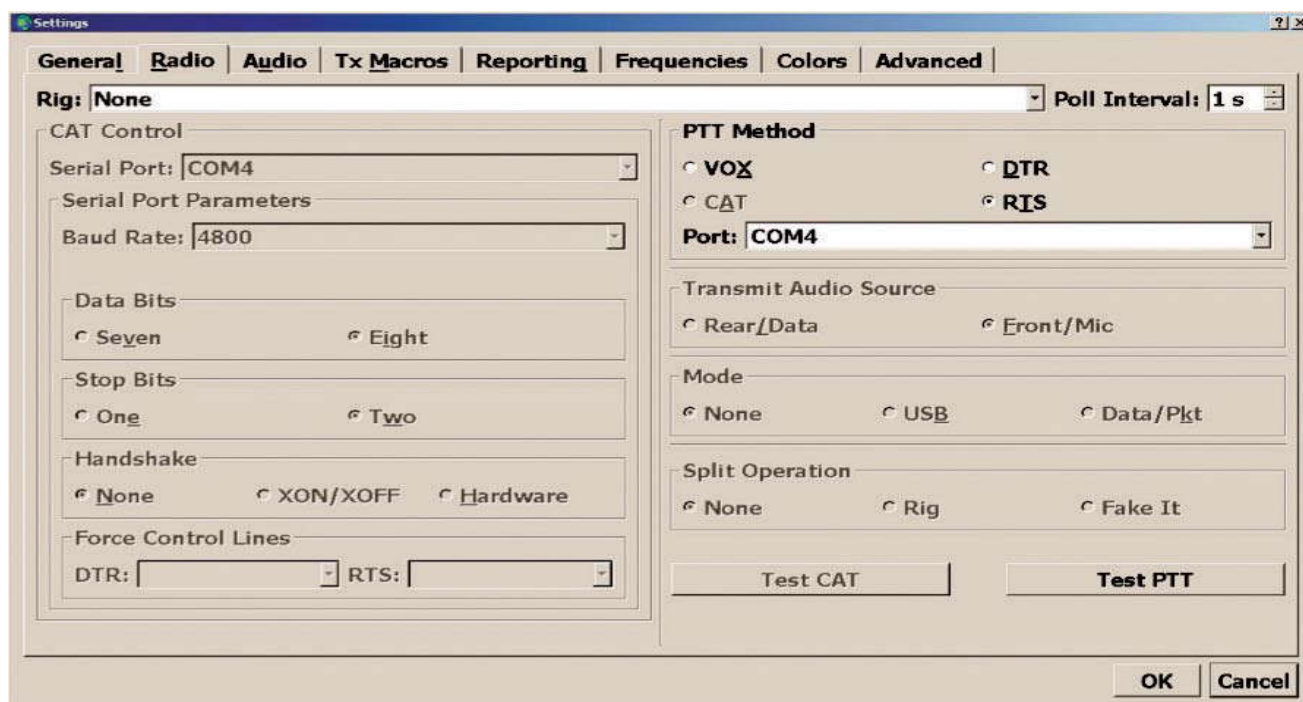 Settings
General Radio Audio Tx Macros Reporting Frequencies Colors Advanced
Rig: None Poll Interval: 1 s
CAT Control
Serial Port: COM4
Serial Port Parameters
Baud Rate: 4800
Data Bits
Seven Eight
Stop Bits
One Two
Handshake
None XON/XOFF Hardware
Force Control Lines
DTR: RTS:
PTT Method
VOX DTR
CAT RTS
Port: COM4
Transmit Audio Source
Rear/Data Front/Mic
Mode
None USB Data/Pkt
Split Operation
None Rig Fake It
Test CAT Test PTT
OK Cancel